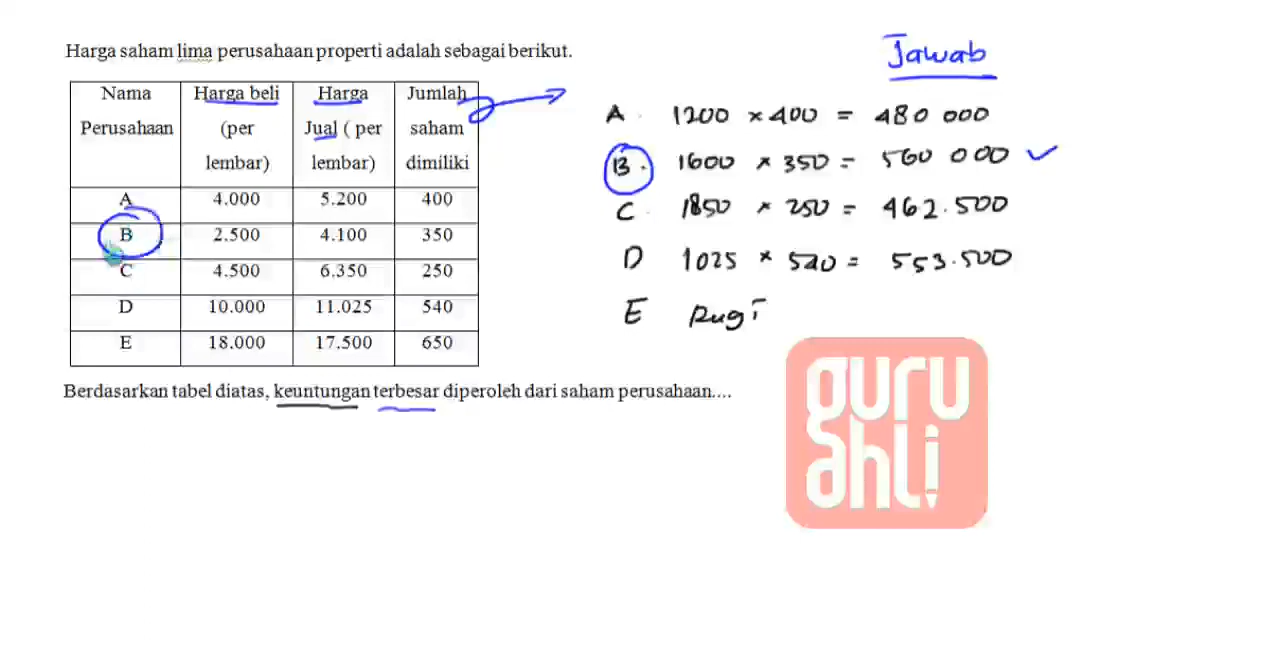 Harga saham lima perusahaan properti adalah sebagai berikut.
Jawab
Nama Perusahaan Harga beli (per lembar) Harga Jual ( per lembar) Jumlah saham dimiliki
A 4.000 5.200 400
B 2.500 4.100 350
C 4.500 6.350 250
D 10.000 11.025 540
E 18.000 17.500 650
Berdasarkan tabel diatas, keuntungan terbesar diperoleh dari saham perusahaan....
A. 1200 × 400 = 480 000
B. 1600 × 350 = 560 000 ✓
C. 1850 × 250 = 462.500
D 1025 × 540 = 553.500
E Rugi
guru
ahli